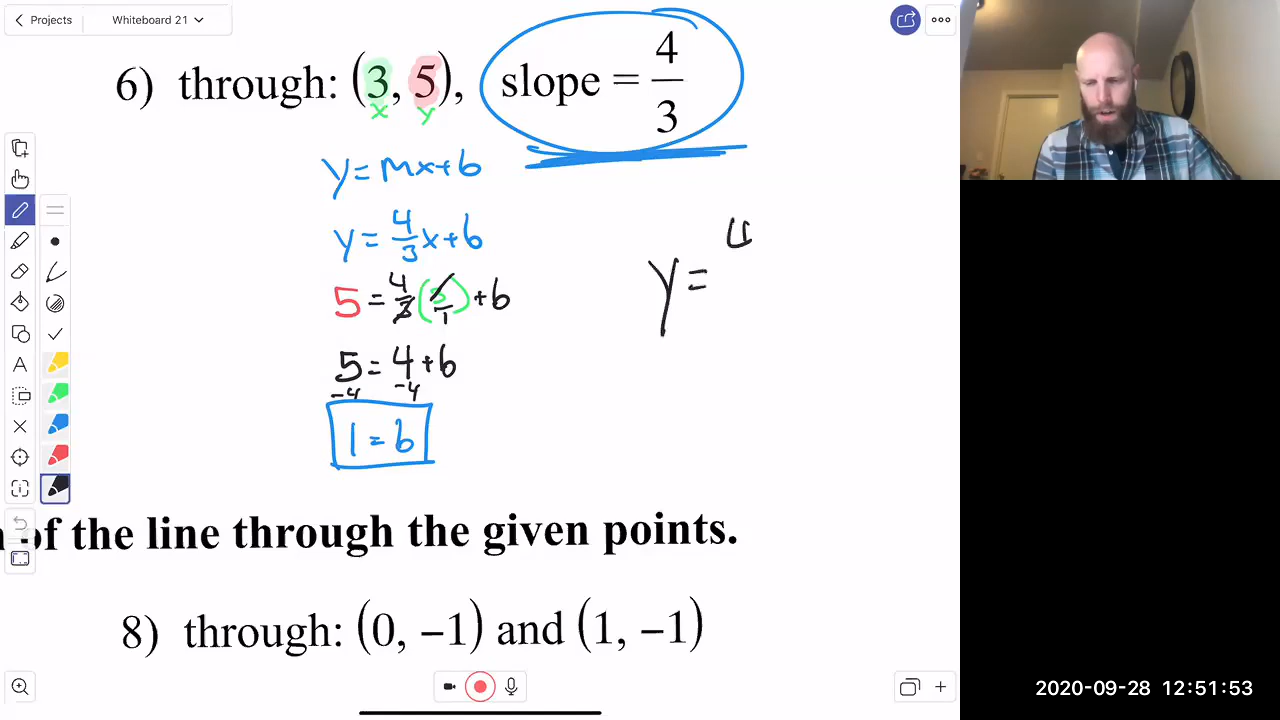 Projects
Whiteboard 21
6) through: (3, 5), slope = 4/3
x y
y = mx + b
y = 4/3 x + b
5 = 4/3 (3/1) + b
5 = 4 + b
-4 -4
1 = b
y = 4
of the line through the given points.
8) through: (0, −1) and (1, −1)
2020-09-28 12:51:53